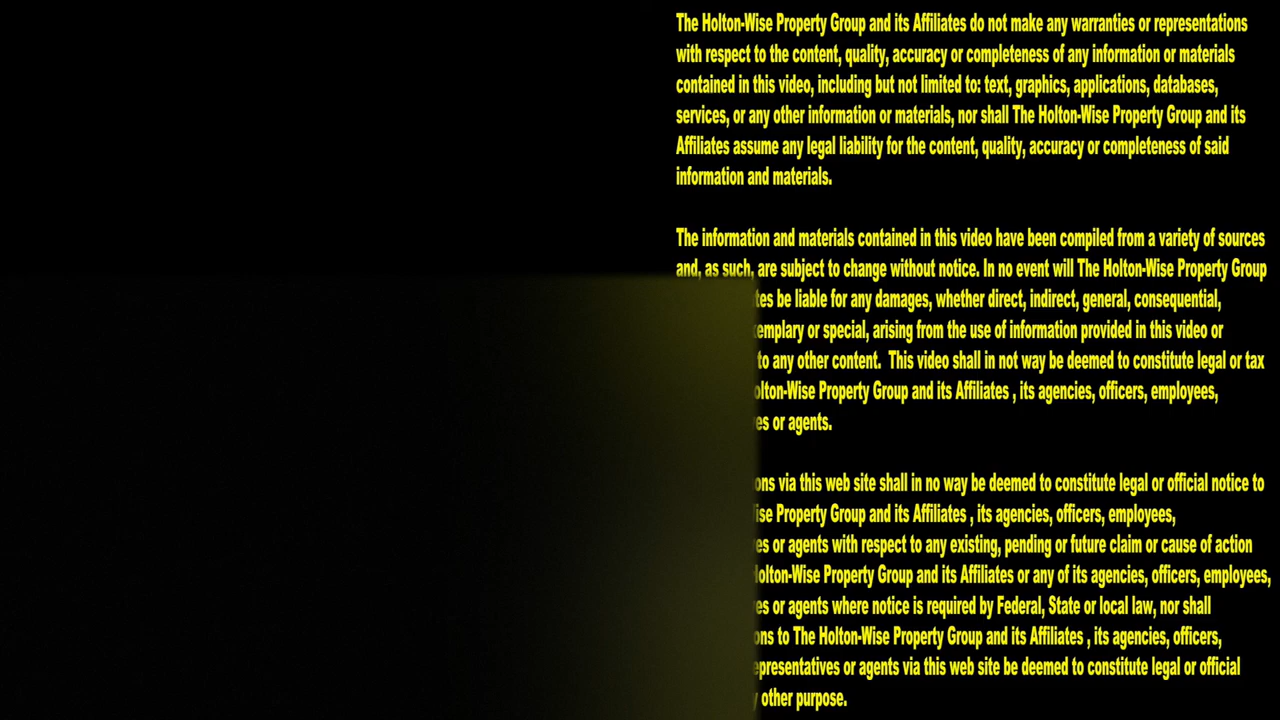 The Holton-Wise Property Group and its Affiliates do not make any warranties or representations
with respect to the content, quality, accuracy or completeness of any information or materials
contained in this video, including but not limited to: text, graphics, applications, databases,
services, or any other information or materials, nor shall The Holton-Wise Property Group and its
Affiliates assume any legal liability for the content, quality, accuracy or completeness of said
information and materials.
The information and materials contained in this video have been compiled from a variety of sources
and, as such, are subject to change without notice. In no event will The Holton-Wise Property Group
be liable for any damages, whether direct, indirect, general, consequential,
or special, arising from the use of information provided in this video or
to any other content. This video shall in not way be deemed to constitute legal or tax
Property Group and its Affiliates , its agencies, officers, employees,
or agents.
via this web site shall in no way be deemed to constitute legal or official notice to
Property Group and its Affiliates , its agencies, officers, employees,
or agents with respect to any existing, pending or future claim or cause of action
Property Group and its Affiliates or any of its agencies, officers, employees,
or agents where notice is required by Federal, State or local law, nor shall
to The Holton-Wise Property Group and its Affiliates , its agencies, officers,
or agents via this web site be deemed to constitute legal or official
other purpose.